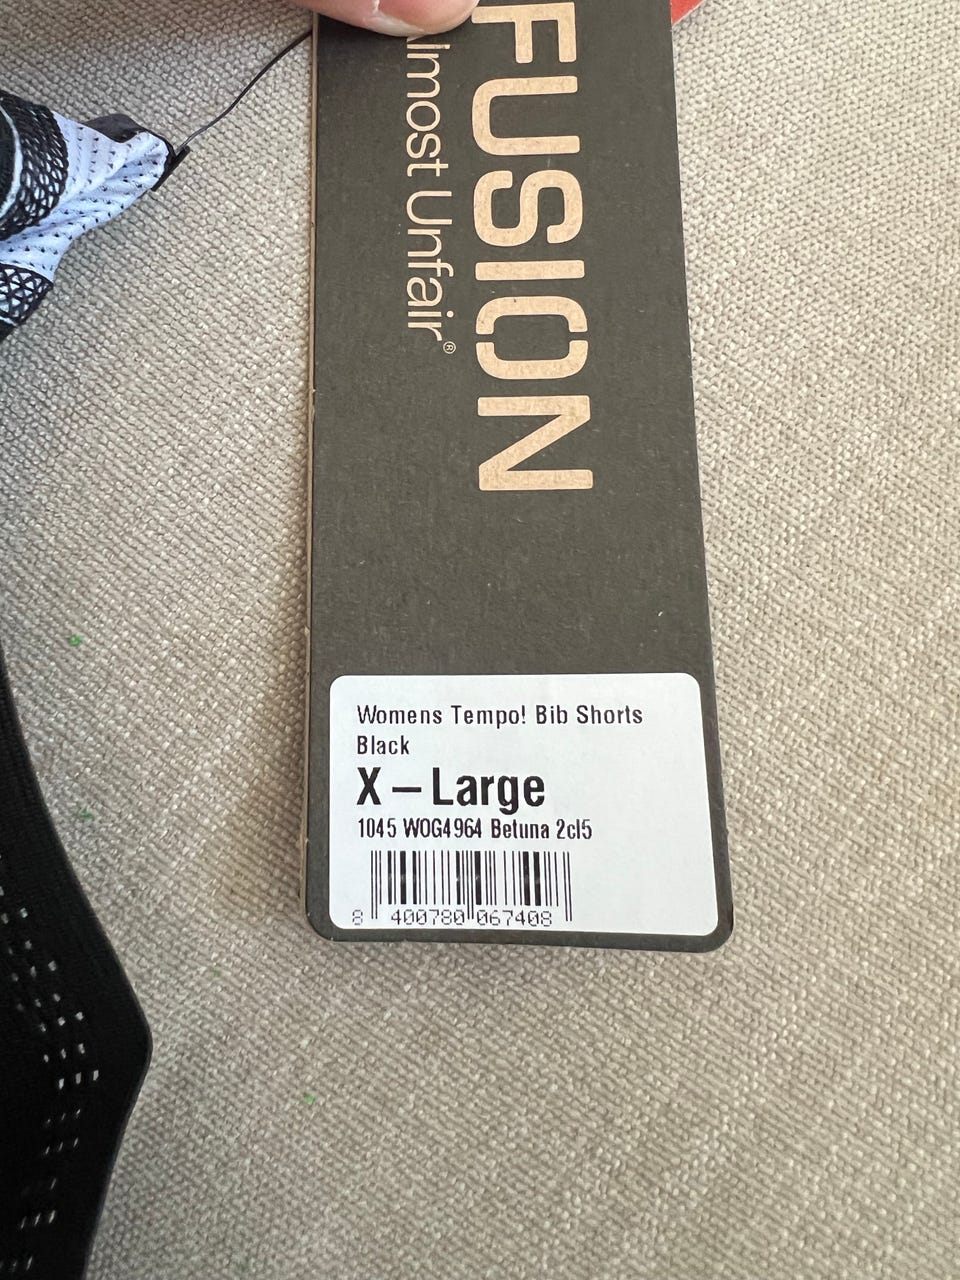 FUSION
Almost Unfair®
Womens Tempo! Bib Shorts
Black
X – Large
1045 WOG4964 Betuna 2cl5
8 400780 067408